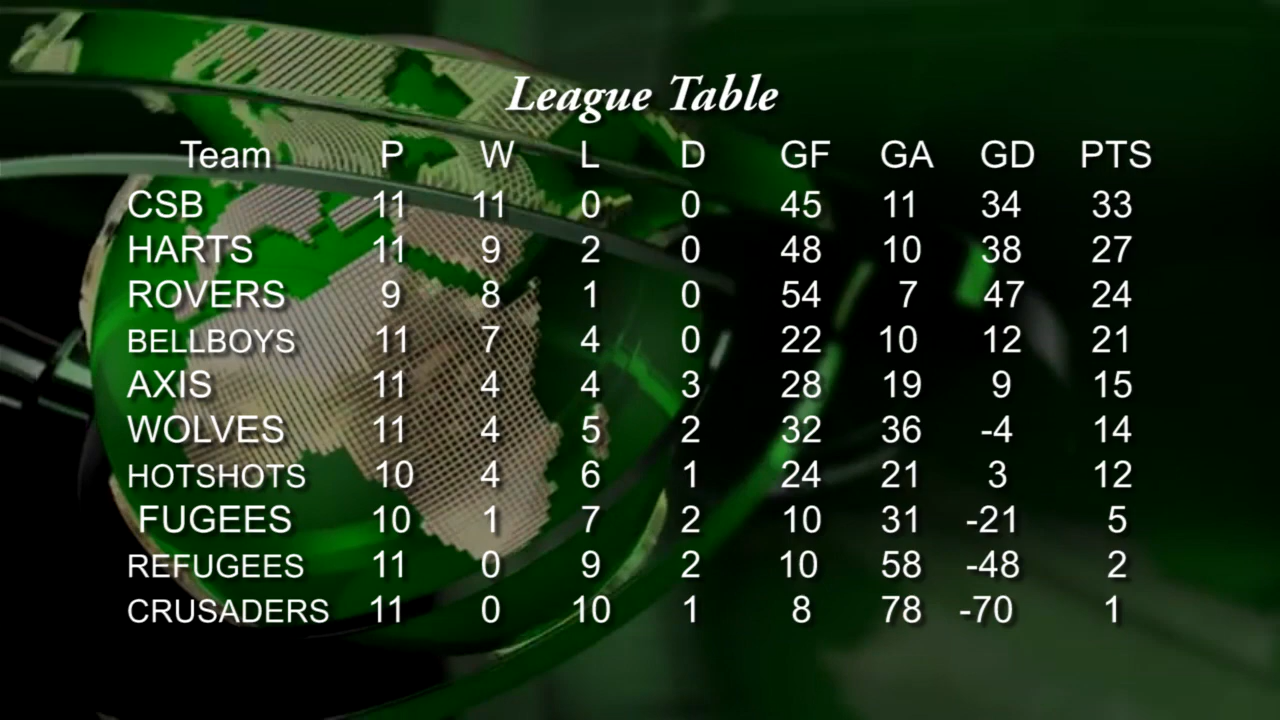 League Table
Team P W L D GF GA GD PTS
CSB 11 11 0 0 45 11 34 33
HARTS 11 9 2 0 48 10 38 27
ROVERS 9 8 1 0 54 7 47 24
BELLBOYS 11 7 4 0 22 10 12 21
AXIS 11 4 4 3 28 19 9 15
WOLVES 11 4 5 2 32 36 -4 14
HOTSHOTS 10 4 6 1 24 21 3 12
FUGEES 10 1 7 2 10 31 -21 5
REFUGEES 11 0 9 2 10 58 -48 2
CRUSADERS 11 0 10 1 8 78 -70 1